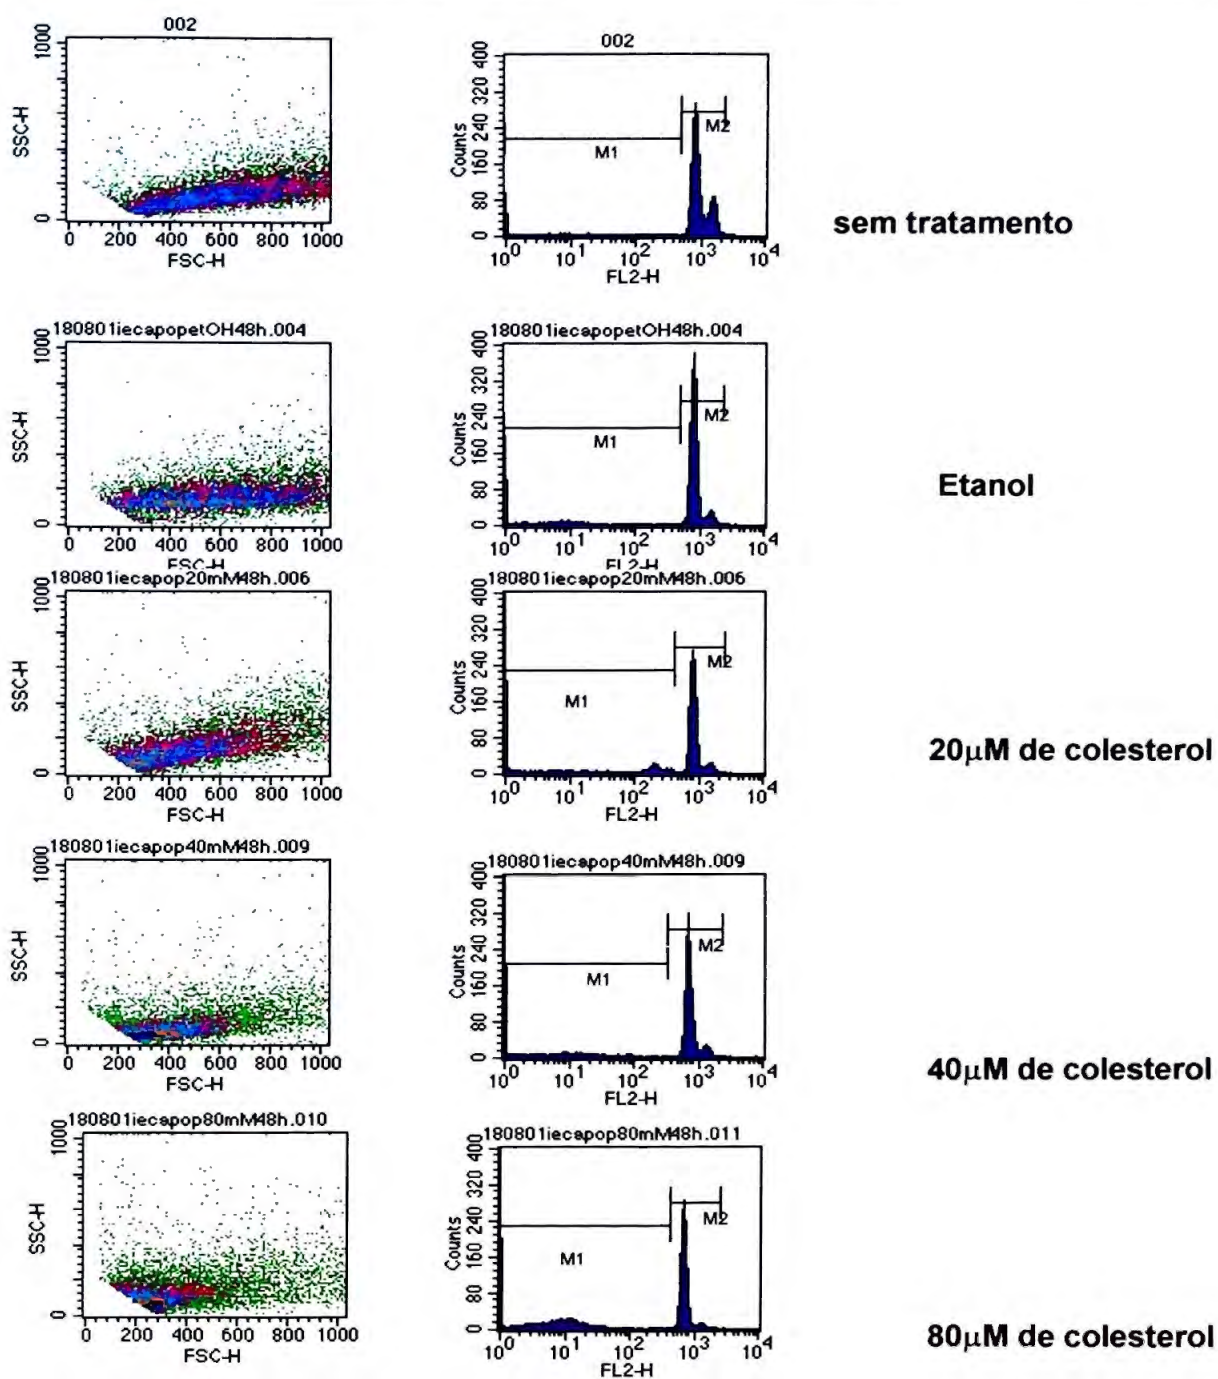 002
1000
SSC-H
0
0 200 400 600 800 1000
FSC-H
002
400
320
240
160
80
0
Counts
M1
M2
10^0 10^1 10^2 10^3 10^4
FL2-H
sem tratamento
180801iecapopetOH48h.004
1000
SSC-H
0
0 200 400 600 800 1000
FSC-H
180801iecapopetOH48h.004
400
320
240
160
80
0
Counts
M1
M2
10^0 10^1 10^2 10^3 10^4
FL2-H
Etanol
180801iecapop20mM48h.006
1000
SSC-H
0
0 200 400 600 800 1000
FSC-H
180801iecapop20mM48h.006
400
320
240
160
80
0
Counts
M1
M2
10^0 10^1 10^2 10^3 10^4
FL2-H
20µM de colesterol
180801iecapop40mM48h.009
1000
SSC-H
0
0 200 400 600 800 1000
FSC-H
180801iecapop40mM48h.009
400
320
240
160
80
0
Counts
M1
M2
10^0 10^1 10^2 10^3 10^4
FL2-H
40µM de colesterol
180801iecapop80mM48h.010
1000
SSC-H
0
0 200 400 600 800 1000
180801iecapop80mM48h.011
400
320
240
160
80
0
Counts
M1
M2
10^0 10^1 10^2 10^3 10^4
FL2-H
80µM de colesterol